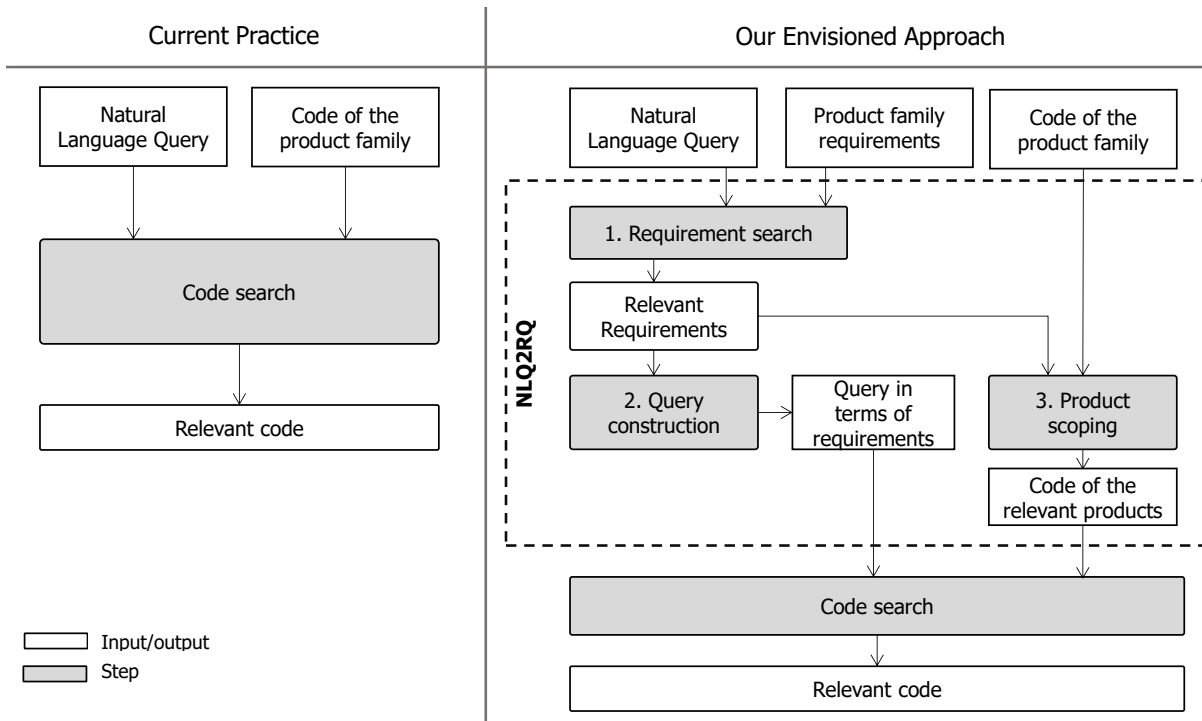 Current Practice
Natural
Language Query
Code of the
product family
Code search
Relevant code
Input/output
Step
Our Envisioned Approach
Natural
Language Query
Product family
requirements
Code of the
product family
NLQ2RQ
1. Requirement search
Relevant
Requirements
2. Query
construction
Query in
terms of
requirements
3. Product
scoping
Code of the
relevant products
Code search
Relevant code